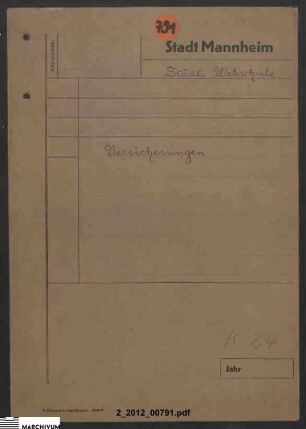 791
Stadt Mannheim
Städt. Webschule
Versicherungen
K 24
Jahr
2_2012_00791.pdf
MARCHIVUM